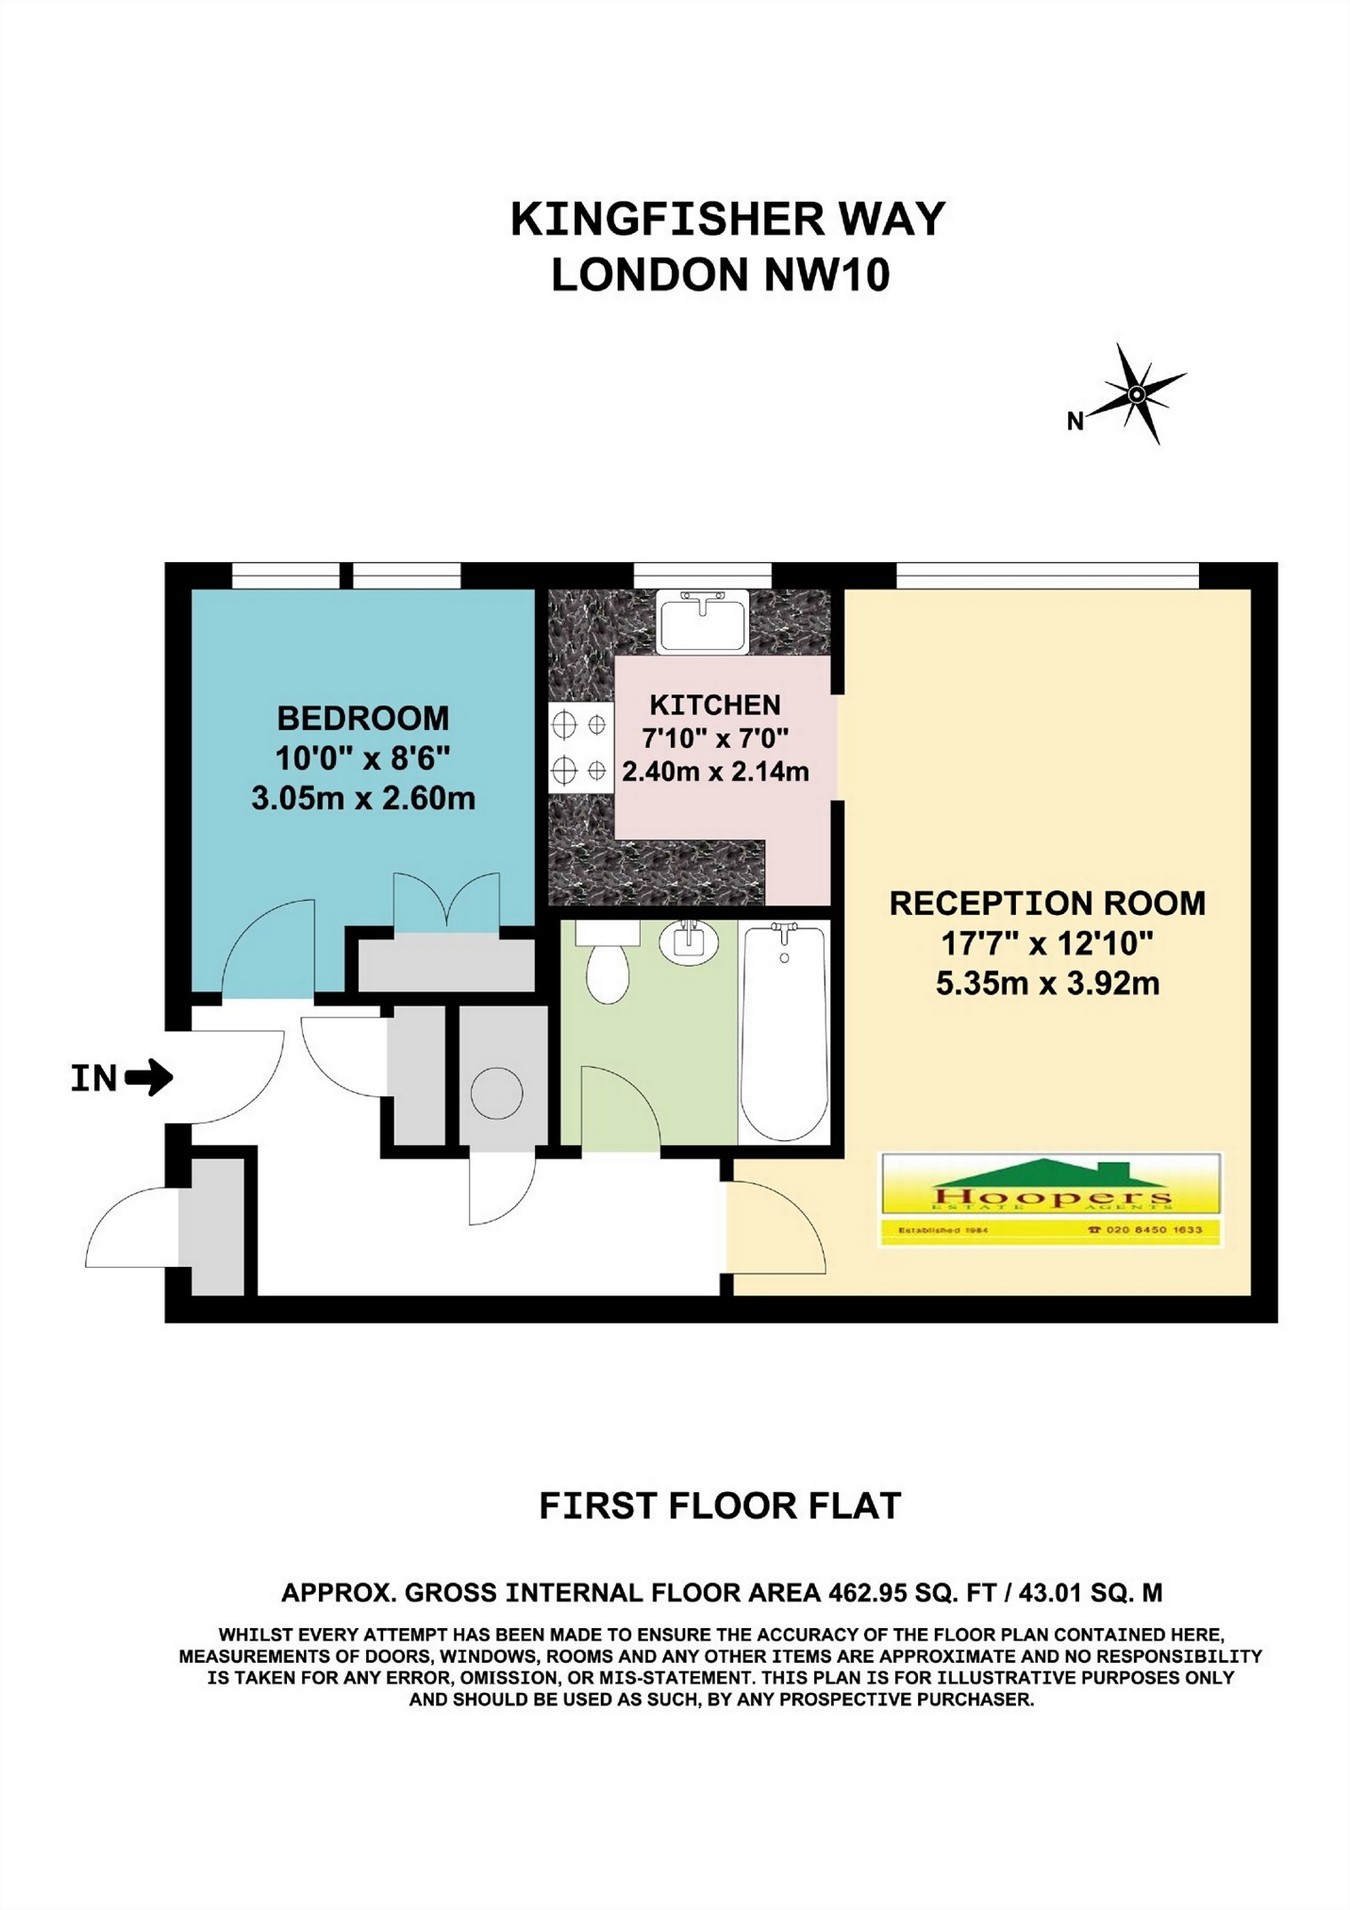 KINGFISHER WAY
LONDON NW10
N
BEDROOM
10'0" x 8'6"
3.05m x 2.60m
KITCHEN
7'10" x 7'0"
2.40m x 2.14m
RECEPTION ROOM
17'7" x 12'10"
5.35m x 3.92m
IN
Hoopers
ESTATE AGENTS
Established 1984 ☎ 020 8450 1633
FIRST FLOOR FLAT
APPROX. GROSS INTERNAL FLOOR AREA 462.95 SQ. FT / 43.01 SQ. M
WHILST EVERY ATTEMPT HAS BEEN MADE TO ENSURE THE ACCURACY OF THE FLOOR PLAN CONTAINED HERE,
MEASUREMENTS OF DOORS, WINDOWS, ROOMS AND ANY OTHER ITEMS ARE APPROXIMATE AND NO RESPONSIBILITY
IS TAKEN FOR ANY ERROR, OMISSION, OR MIS-STATEMENT. THIS PLAN IS FOR ILLUSTRATIVE PURPOSES ONLY
AND SHOULD BE USED AS SUCH, BY ANY PROSPECTIVE PURCHASER.